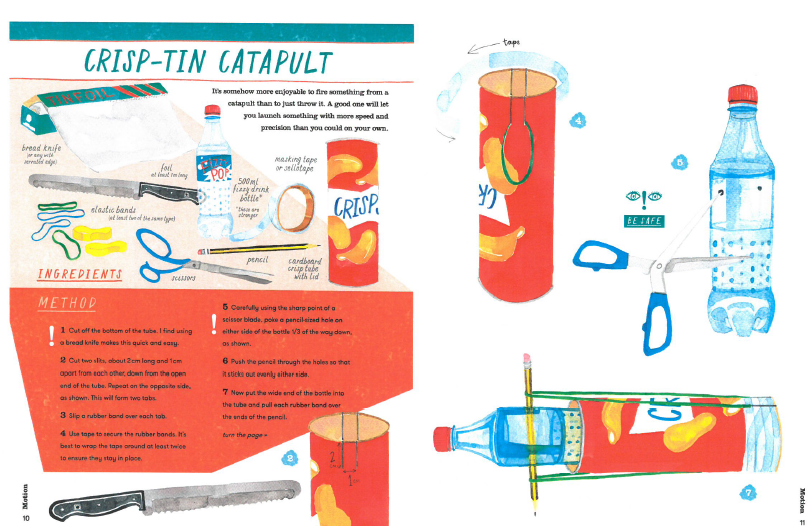 CRISP-TIN CATAPULT
It's somehow more enjoyable to fire something from a
catapult than to just throw it. A good one will let
you launch something with more speed and
precision than you could on your own.
TIN FOIL
bread knife
(or any with
serrated edge)
foil
at least 1m long
FIZZY
POP
500ml
fizzy drink
bottle*
*these are
stronger
masking tape
or sellotape
CRISPS
elastic bands
(at least two of the same type)
pencil
scissors
cardboard
crisp tube
with lid
INGREDIENTS
METHOD
! 1 Cut off the bottom of the tube. I find using
a bread knife makes this quick and easy.
2 Cut two slits, about 2cm long and 1cm
apart from each other, down from the open
end of the tube. Repeat on the opposite side,
as shown. This will form two tabs.
3 Slip a rubber band over each tab.
4 Use tape to secure the rubber bands. It's
best to wrap the tape around at least twice
to ensure they stay in place.
! 5 Carefully using the sharp point of a
scissor blade, poke a pencil-sized hole on
either side of the bottle 1/3 of the way down,
as shown.
6 Push the pencil through the holes so that
it sticks out evenly either side.
7 Now put the wide end of the bottle into
the tube and pull each rubber band over
the ends of the pencil.
turn the page »
2
2
cm
1
cm
Motion
10
tape
4
CR
5
!
BE SAFE
CR
7
Motion
11